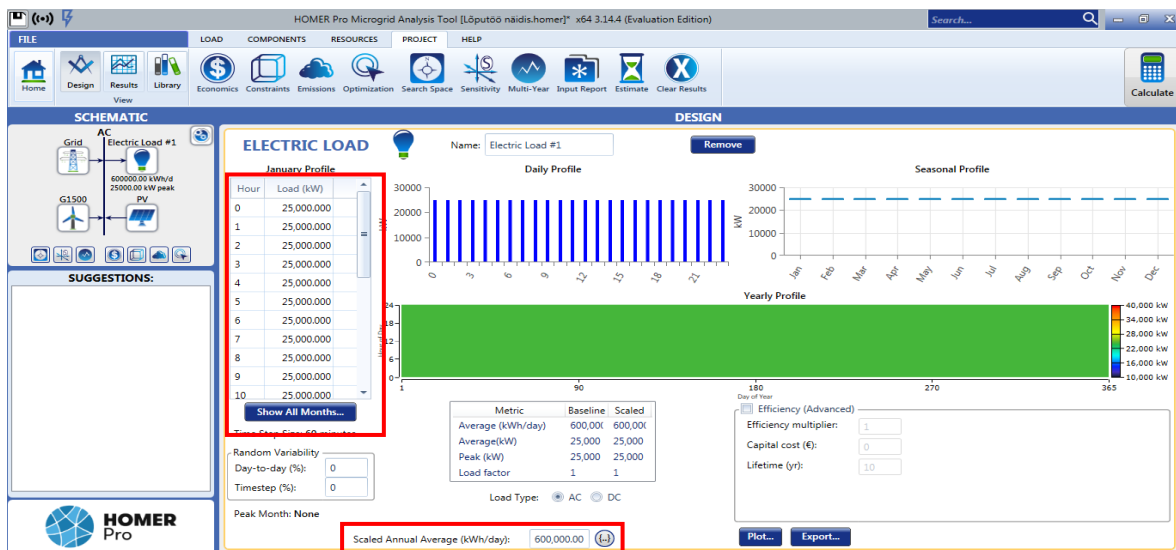 HOMER Pro Microgrid Analysis Tool [Lõputöö näidis.homer]* x64 3.14.4 (Evaluation Edition)
Search...
FILE
LOAD
COMPONENTS
RESOURCES
PROJECT
HELP
Home
Design
Results
Library
View
Economics
Constraints
Emissions
Optimization
Search Space
Sensitivity
Multi-Year
Input Report
Estimate
Clear Results
Calculate
SCHEMATIC
DESIGN
AC
Grid
Electric Load #1
600000.00 kWh/d
25000.00 kW peak
G1500
PV
SUGGESTIONS:
HOMER
Pro
ELECTRIC LOAD
Name:
Electric Load #1
Remove
January Profile
Hour Load (kW)
0 25,000.000
1 25,000.000
2 25,000.000
3 25,000.000
4 25,000.000
5 25,000.000
6 25,000.000
7 25,000.000
8 25,000.000
9 25,000.000
10 25,000.000
Show All Months...
Time Step Size: 60 minutes
Random Variability
Day-to-day (%): 0
Timestep (%): 0
Peak Month: None
Daily Profile
kW
30000
20000
10000
0
0 3 6 9 12 15 18 21
Seasonal Profile
kW
30000
20000
10000
0
Jan Feb Mar Apr May Jun Jul Aug Sep Oct Nov Dec
Yearly Profile
Hour of Day
24
18
12
6
0
1 90 180 270 365
Day of Year
40,000 kW
34,000 kW
28,000 kW
22,000 kW
16,000 kW
10,000 kW
Metric Baseline Scaled
Average (kWh/day) 600,00( 600,00(
Average(kW) 25,000 25,000
Peak (kW) 25,000 25,000
Load factor 1 1
Load Type: AC DC
Scaled Annual Average (kWh/day): 600,000.00 {..}
Efficiency (Advanced)
Efficiency multiplier: 1
Capital cost (€): 0
Lifetime (yr): 10
Plot...
Export...